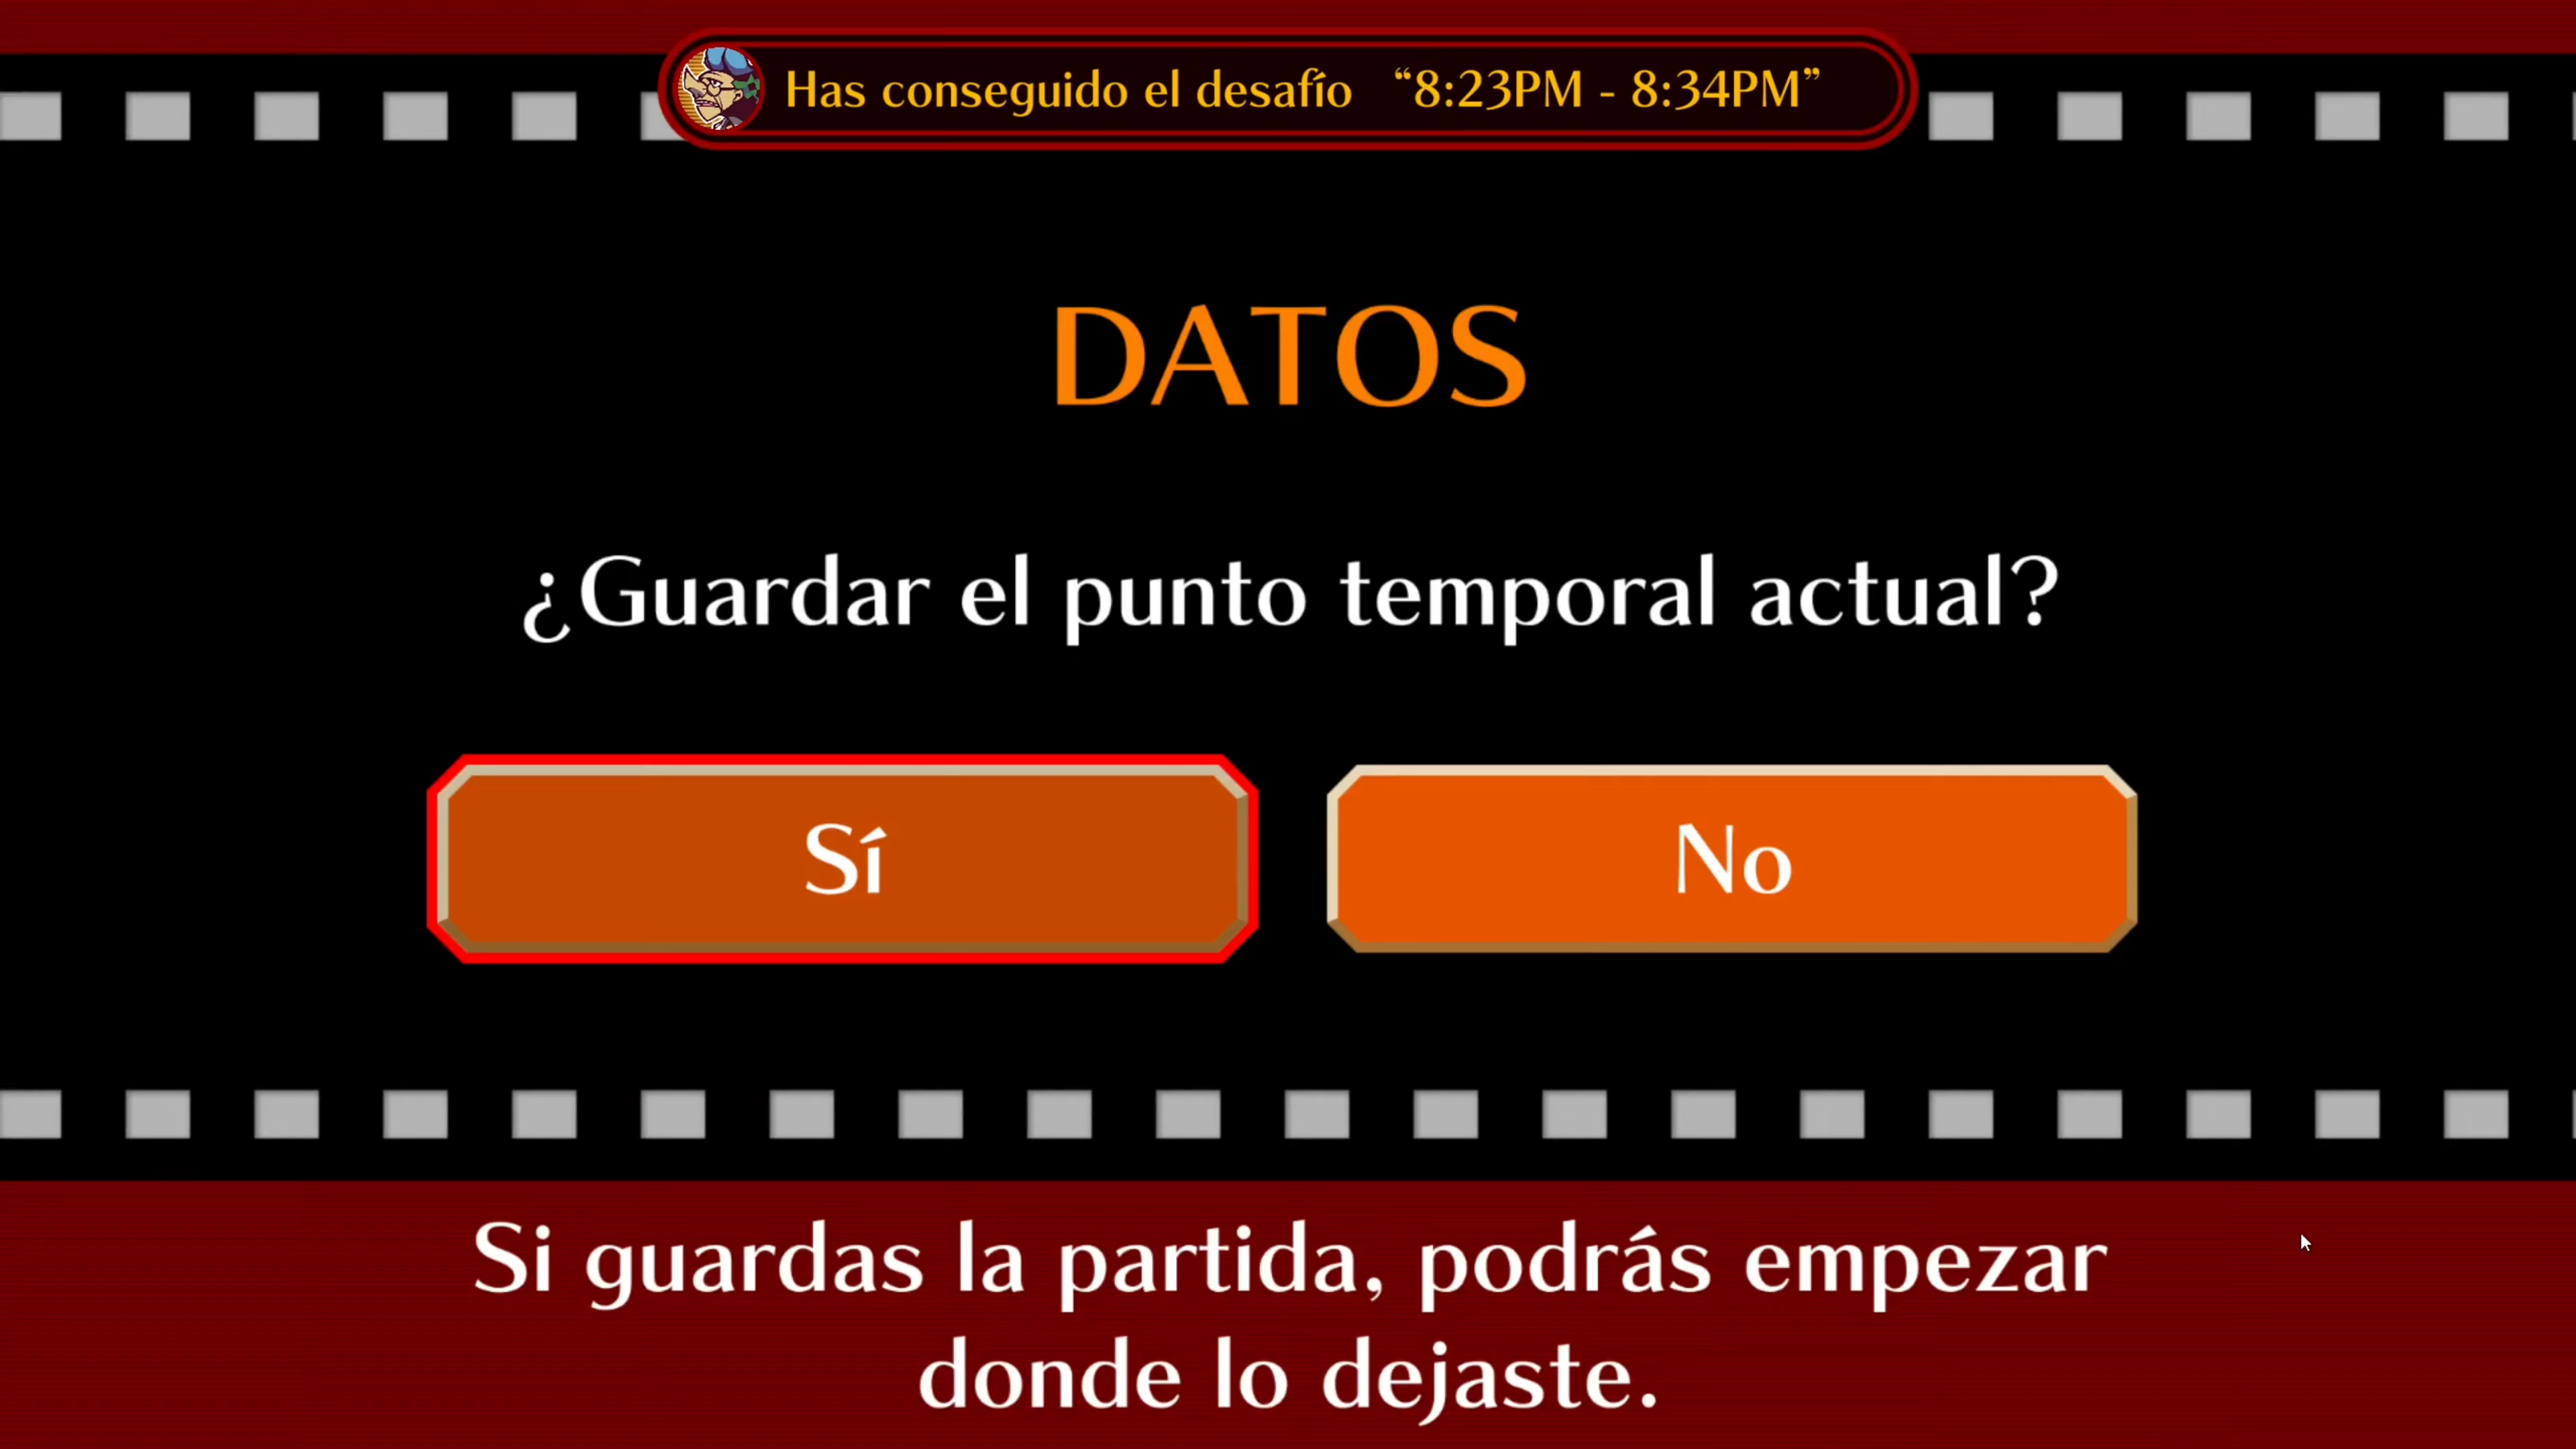 Has conseguido el desafío “8:23PM - 8:34PM”
DATOS
¿Guardar el punto temporal actual?
Sí
No
Si guardas la partida, podrás empezar
donde lo dejaste.